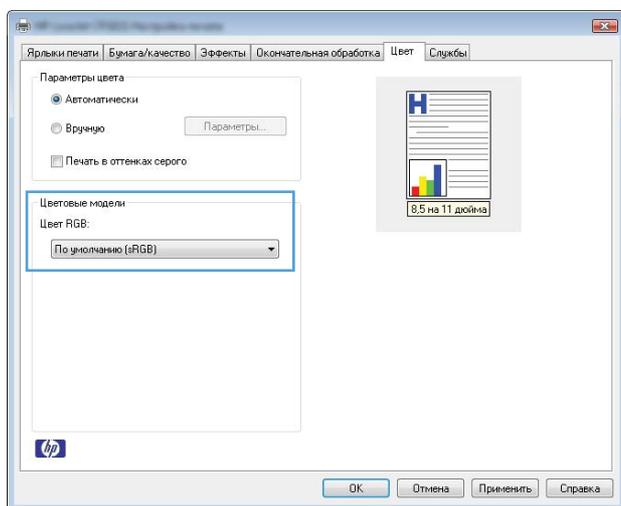 Ярлыки печати Бумага/качество Эффекты Окончательная обработка Цвет Службы
Параметры цвета
Автоматически
Вручную
Параметры...
Печать в оттенках серого
Цветовые модели
Цвет RGB:
По умолчанию (sRGB)
H
8,5 на 11 дюйма
hp
OK Отмена Применить Справка